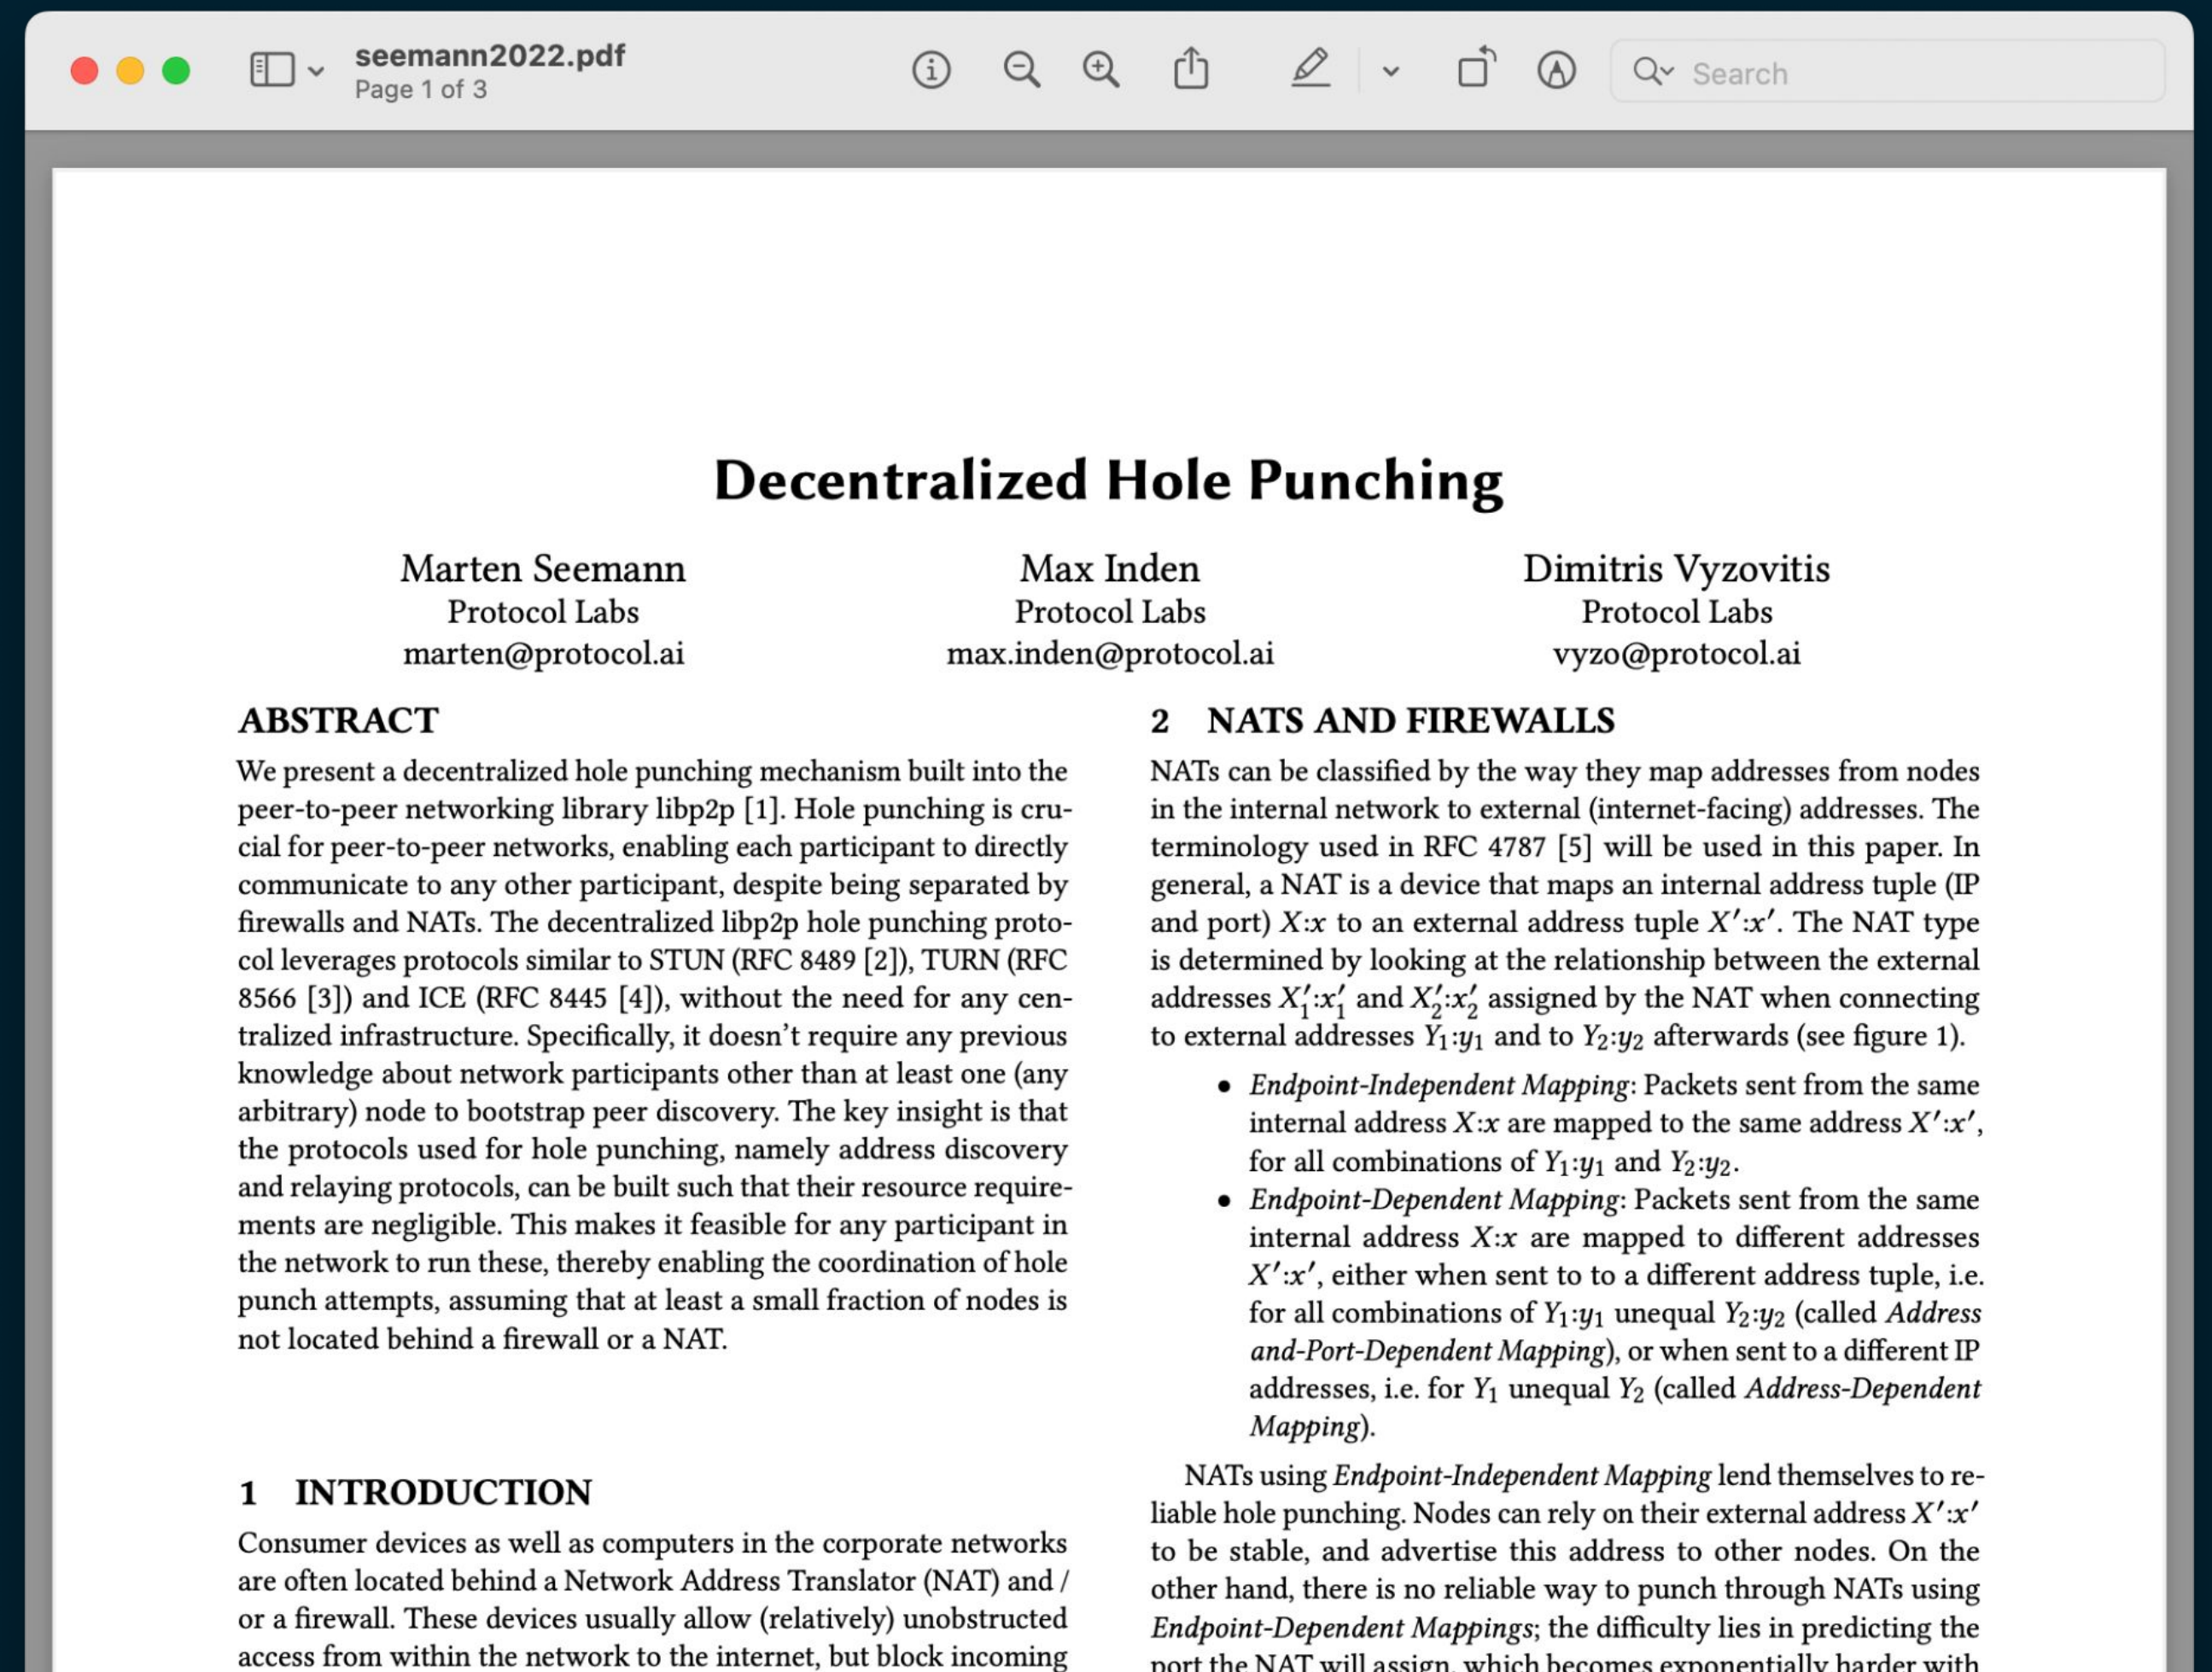 seemann2022.pdf
Page 1 of 3
Search
Decentralized Hole Punching
Marten Seemann
Protocol Labs
marten@protocol.ai
Max Inden
Protocol Labs
max.inden@protocol.ai
Dimitris Vyzovitis
Protocol Labs
vyzo@protocol.ai
ABSTRACT
We present a decentralized hole punching mechanism built into the
peer-to-peer networking library libp2p [1]. Hole punching is cru-
cial for peer-to-peer networks, enabling each participant to directly
communicate to any other participant, despite being separated by
firewalls and NATs. The decentralized libp2p hole punching proto-
col leverages protocols similar to STUN (RFC 8489 [2]), TURN (RFC
8566 [3]) and ICE (RFC 8445 [4]), without the need for any cen-
tralized infrastructure. Specifically, it doesn't require any previous
knowledge about network participants other than at least one (any
arbitrary) node to bootstrap peer discovery. The key insight is that
the protocols used for hole punching, namely address discovery
and relaying protocols, can be built such that their resource require-
ments are negligible. This makes it feasible for any participant in
the network to run these, thereby enabling the coordination of hole
punch attempts, assuming that at least a small fraction of nodes is
not located behind a firewall or a NAT.
1 INTRODUCTION
Consumer devices as well as computers in the corporate networks
are often located behind a Network Address Translator (NAT) and /
or a firewall. These devices usually allow (relatively) unobstructed
access from within the network to the internet, but block incoming
2 NATS AND FIREWALLS
NATs can be classified by the way they map addresses from nodes
in the internal network to external (internet-facing) addresses. The
terminology used in RFC 4787 [5] will be used in this paper. In
general, a NAT is a device that maps an internal address tuple (IP
and port) X:x to an external address tuple X′:x′. The NAT type
is determined by looking at the relationship between the external
addresses X′₁:x′₁ and X′₂:x′₂ assigned by the NAT when connecting
to external addresses Y₁:y₁ and to Y₂:y₂ afterwards (see figure 1).
• Endpoint-Independent Mapping: Packets sent from the same
internal address X:x are mapped to the same address X′:x′,
for all combinations of Y₁:y₁ and Y₂:y₂.
• Endpoint-Dependent Mapping: Packets sent from the same
internal address X:x are mapped to different addresses
X′:x′, either when sent to to a different address tuple, i.e.
for all combinations of Y₁:y₁ unequal Y₂:y₂ (called Address
and-Port-Dependent Mapping), or when sent to a different IP
addresses, i.e. for Y₁ unequal Y₂ (called Address-Dependent
Mapping).
NATs using Endpoint-Independent Mapping lend themselves to re-
liable hole punching. Nodes can rely on their external address X′:x′
to be stable, and advertise this address to other nodes. On the
other hand, there is no reliable way to punch through NATs using
Endpoint-Dependent Mappings; the difficulty lies in predicting the
port the NAT will assign, which becomes exponentially harder with